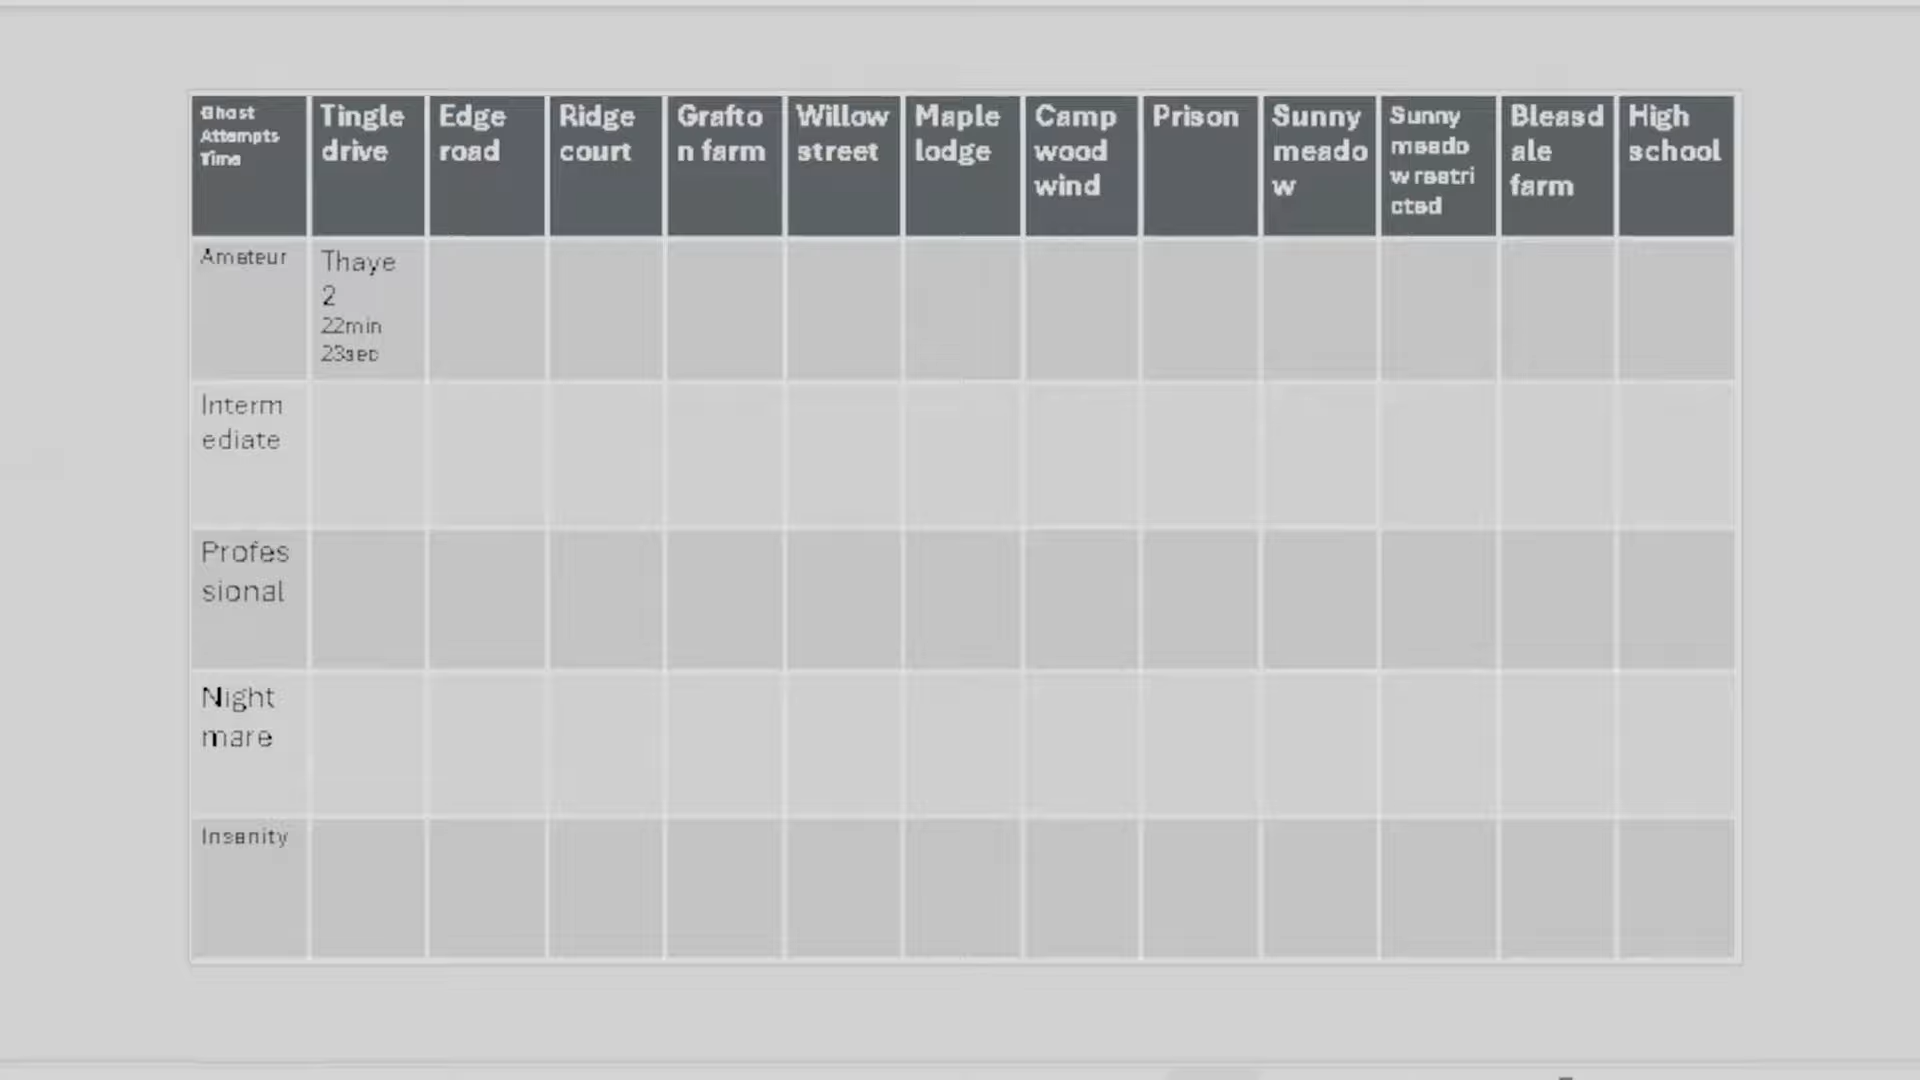 Ghost
Attempts
Time
Tingle
drive
Edge
road
Ridge
court
Grafto
n farm
Willow
street
Maple
lodge
Camp
wood
wind
Prison
Sunny
meado
w
Sunny
meado
w restri
cted
Bleasd
ale
farm
High
school
Amateur
Thaye
2
22min
23sec
Interm
ediate
Profes
sional
Night
mare
Insanity